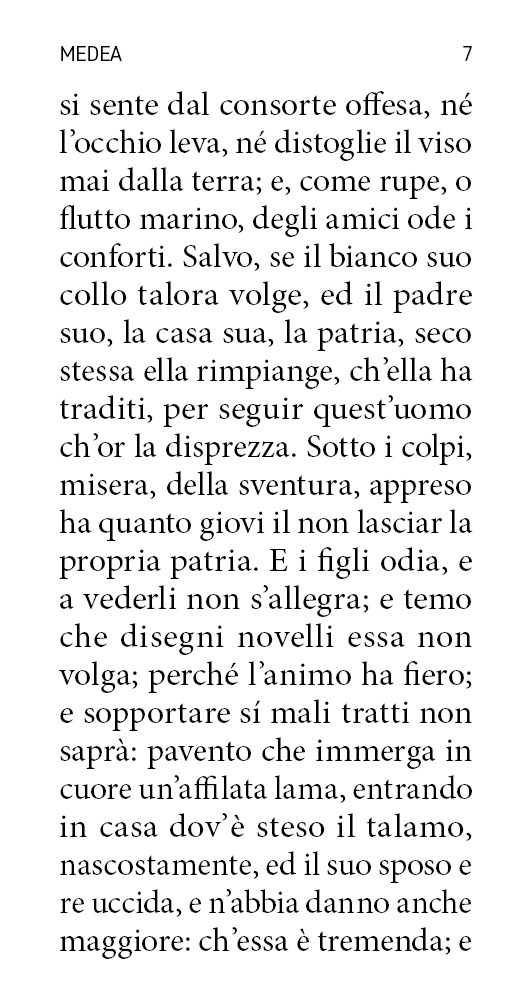 MEDEA 7
si sente dal consorte offesa, né
l’occhio leva, né distoglie il viso
mai dalla terra; e, come rupe, o
flutto marino, degli amici ode i
conforti. Salvo, se il bianco suo
collo talora volge, ed il padre
suo, la casa sua, la patria, seco
stessa ella rimpiange, ch’ella ha
traditi, per seguir quest’uomo
ch’or la disprezza. Sotto i colpi,
misera, della sventura, appreso
ha quanto giovi il non lasciar la
propria patria. E i figli odia, e
a vederli non s’allegra; e temo
che disegni novelli essa non
volga; perché l’animo ha fiero;
e sopportare sí mali tratti non
saprà: pavento che immerga in
cuore un’affilata lama, entrando
in casa dov’è steso il talamo,
nascostamente, ed il suo sposo e
re uccida, e n’abbia danno anche
maggiore: ch’essa è tremenda; e